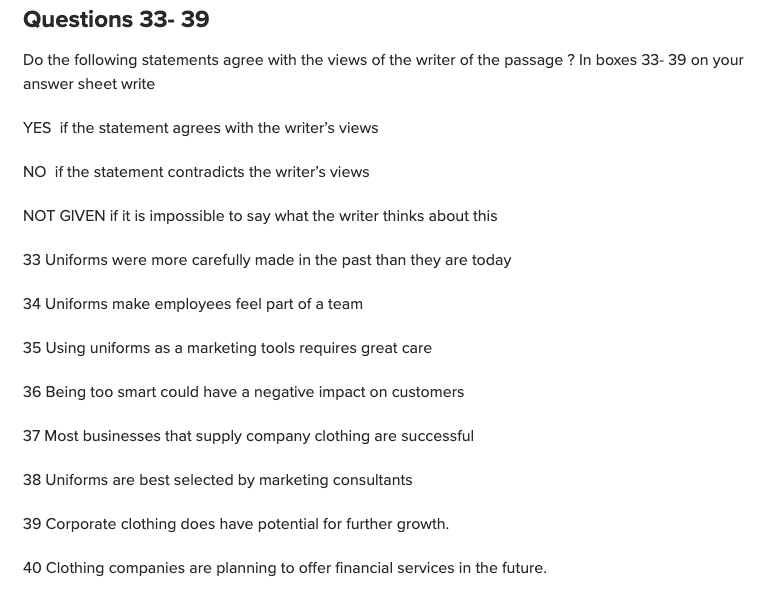 Questions 33- 39
Do the following statements agree with the views of the writer of the passage ? In boxes 33- 39 on your
answer sheet write
YES  if the statement agrees with the writer’s views
NO  if the statement contradicts the writer’s views
NOT GIVEN if it is impossible to say what the writer thinks about this
33 Uniforms were more carefully made in the past than they are today
34 Uniforms make employees feel part of a team
35 Using uniforms as a marketing tools requires great care
36 Being too smart could have a negative impact on customers
37 Most businesses that supply company clothing are successful
38 Uniforms are best selected by marketing consultants
39 Corporate clothing does have potential for further growth.
40 Clothing companies are planning to offer financial services in the future.